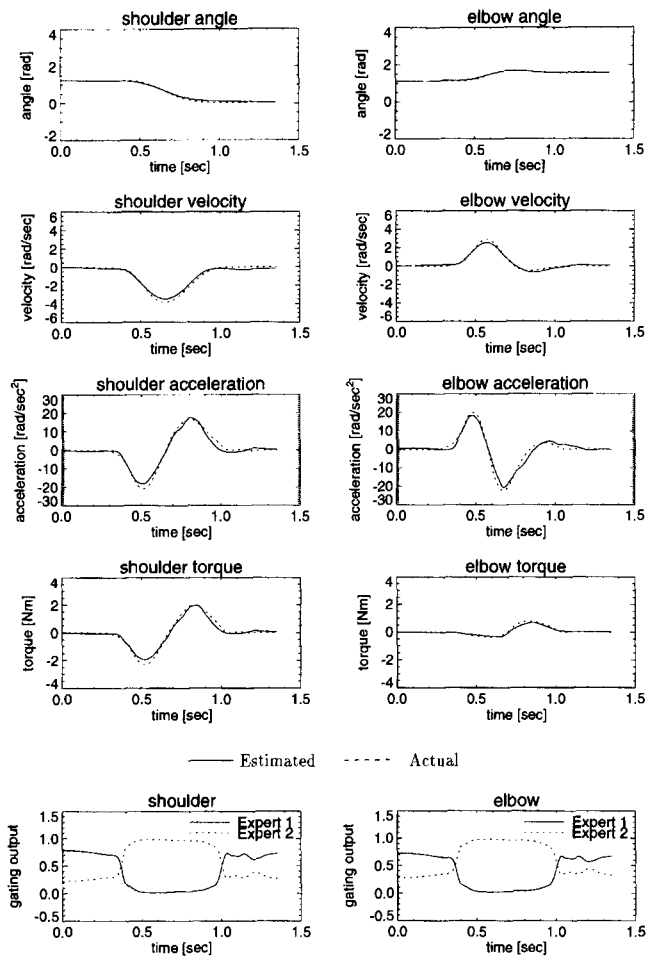 shoulder angle
angle [rad]
4
2
0
-2
0.0 0.5 1.0 1.5
time [sec]
elbow angle
angle [rad]
4
2
0
-2
0.0 0.5 1.0 1.5
time [sec]
shoulder velocity
velocity [rad/sec]
6
4
2
0
-2
-4
-6
0.0 0.5 1.0 1.5
time [sec]
elbow velocity
velocity [rad/sec]
6
4
2
0
-2
-4
-6
0.0 0.5 1.0 1.5
time [sec]
shoulder acceleration
acceleration [rad/sec²]
30
20
10
0
-10
-20
-30
0.0 0.5 1.0 1.5
time [sec]
elbow acceleration
acceleration [rad/sec²]
30
20
10
0
-10
-20
-30
0.0 0.5 1.0 1.5
time [sec]
shoulder torque
torque [Nm]
4
2
0
-2
-4
0.0 0.5 1.0 1.5
time [sec]
elbow torque
torque [Nm]
4
2
0
-2
-4
0.0 0.5 1.0 1.5
time [sec]
Estimated Actual
shoulder
gating output
1.5
1.0
0.5
0.0
-0.5
Expert 1
Expert 2
0.0 0.5 1.0 1.5
time [sec]
elbow
gating output
1.5
1.0
0.5
0.0
-0.5
Expert 1
Expert 2
0.0 0.5 1.0 1.5
time [sec]